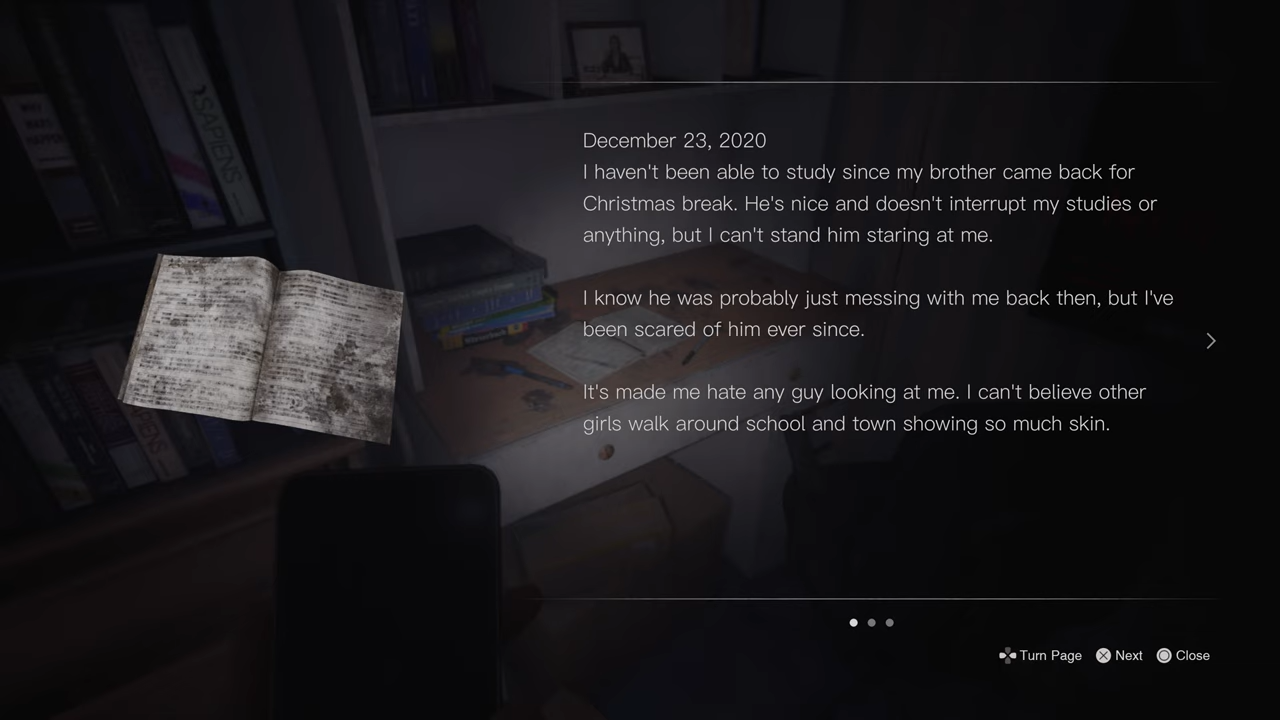 SAPIENS
December 23, 2020
I haven't been able to study since my brother came back for
Christmas break. He's nice and doesn't interrupt my studies or
anything, but I can't stand him staring at me.
I know he was probably just messing with me back then, but I've
been scared of him ever since.
It's made me hate any guy looking at me. I can't believe other
girls walk around school and town showing so much skin.
Turn Page
Next
Close